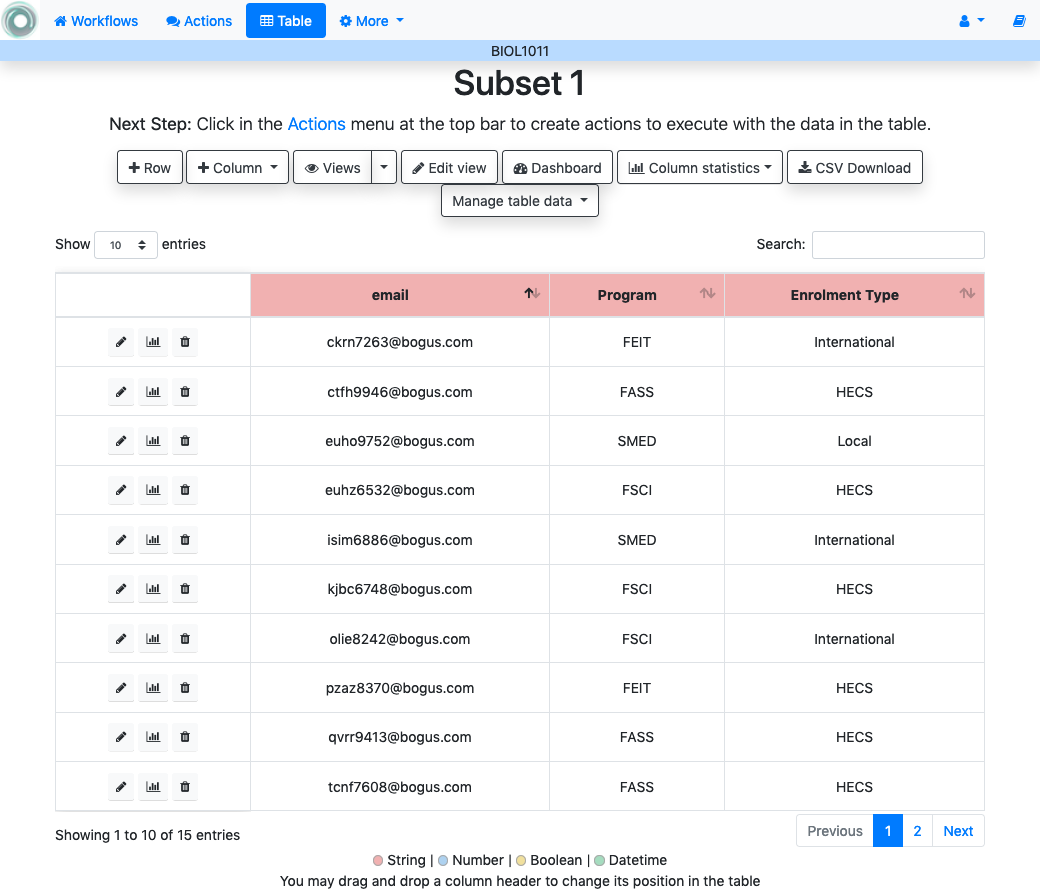 Workflows Actions Table More
BIOL1011
Subset 1
Next Step: Click in the Actions menu at the top bar to create actions to execute with the data in the table.
Row Column Views Edit view Dashboard Column statistics CSV Download
Manage table data
Show 10 entries Search:
email Program Enrolment Type
ckrn7263@bogus.com FEIT International
ctfh9946@bogus.com FASS HECS
euho9752@bogus.com SMED Local
euhz6532@bogus.com FSCI HECS
isim6886@bogus.com SMED International
kjbc6748@bogus.com FSCI HECS
olie8242@bogus.com FSCI International
pzaz8370@bogus.com FEIT HECS
qvrr9413@bogus.com FASS HECS
tcnf7608@bogus.com FASS HECS
Showing 1 to 10 of 15 entries Previous 1 2 Next
String | Number | Boolean | Datetime
You may drag and drop a column header to change its position in the table